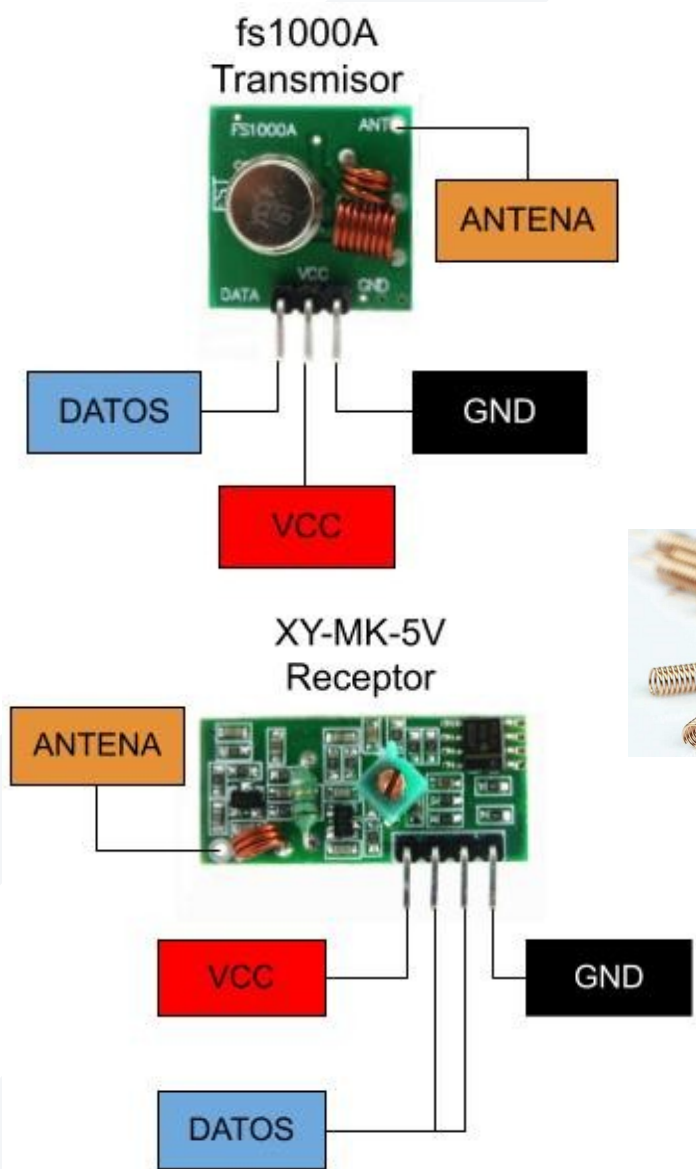 fs1000A
Transmisor
FS1000A
ANT
FST
VCC
DATA
GND
ANTENA
DATOS
GND
VCC
XY-MK-5V
Receptor
ANTENA
VCC
GND
DATOS